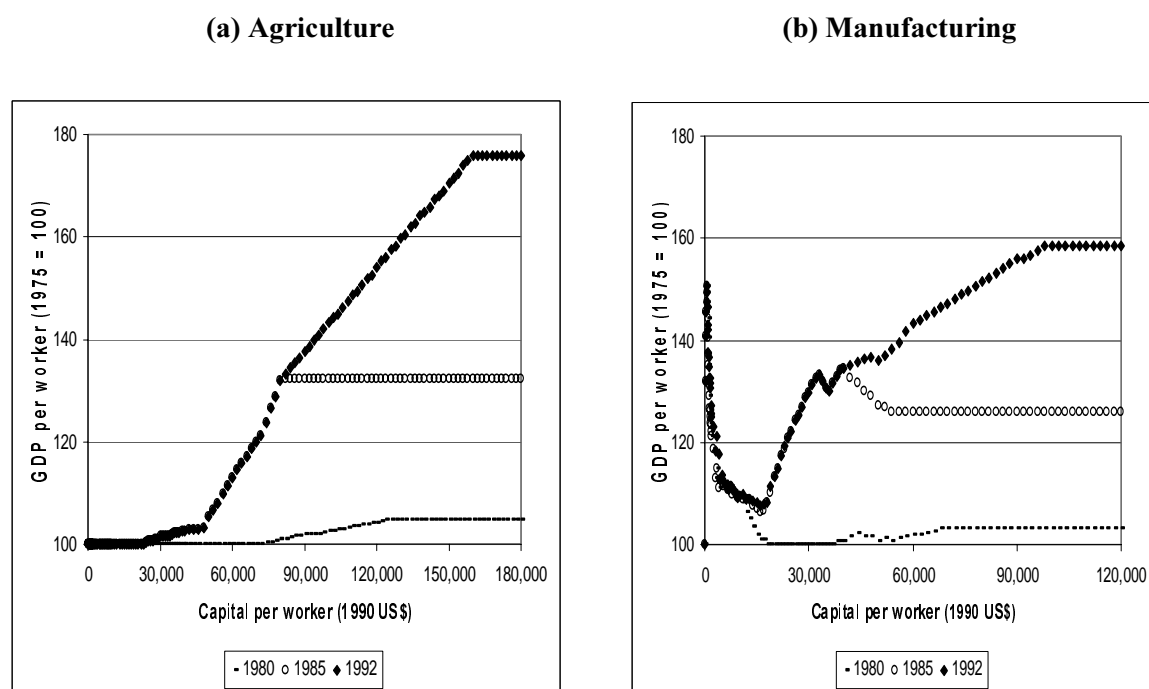 (a) Agriculture
GDP per worker (1975 = 100)
180
160
140
120
100
0 30,000 60,000 90,000 120,000 150,000 180,000
Capital per worker (1990 US$)
1980 1985 1992
(b) Manufacturing
GDP per worker (1975 = 100)
180
160
140
120
100
0 30,000 60,000 90,000 120,000
Capital per worker (1990 US$)
1980 1985 1992